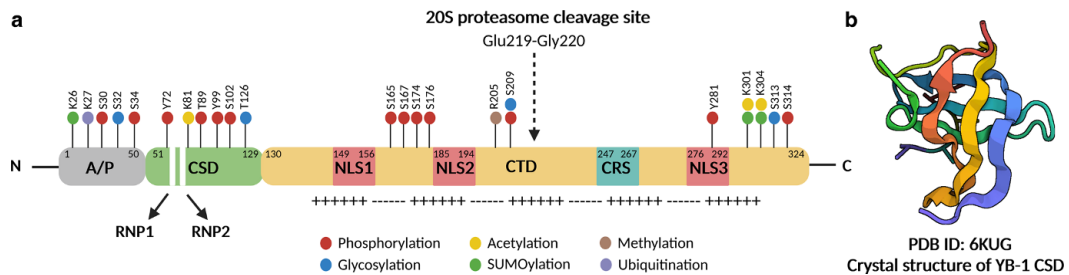 a
20S proteasome cleavage site
Glu219-Gly220
b
K26 K27 S30 S32 S34 Y72 K81 T89 Y99 S102 T126 S165 S167 S174 S176 R205 S209 Y281 K301 K304 S313 S314
N 1 A/P 50 51 CSD 129 130 149 156 NLS1 185 194 NLS2 CTD 247 267 CRS 276 292 NLS3 324 C
++++++ ------ ++++++ ------ ++++++ ------ ++++++ ------ ++++++
RNP1 RNP2
Phosphorylation Acetylation Methylation
Glycosylation SUMOylation Ubiquitination
PDB ID: 6KUG
Crystal structure of YB-1 CSD